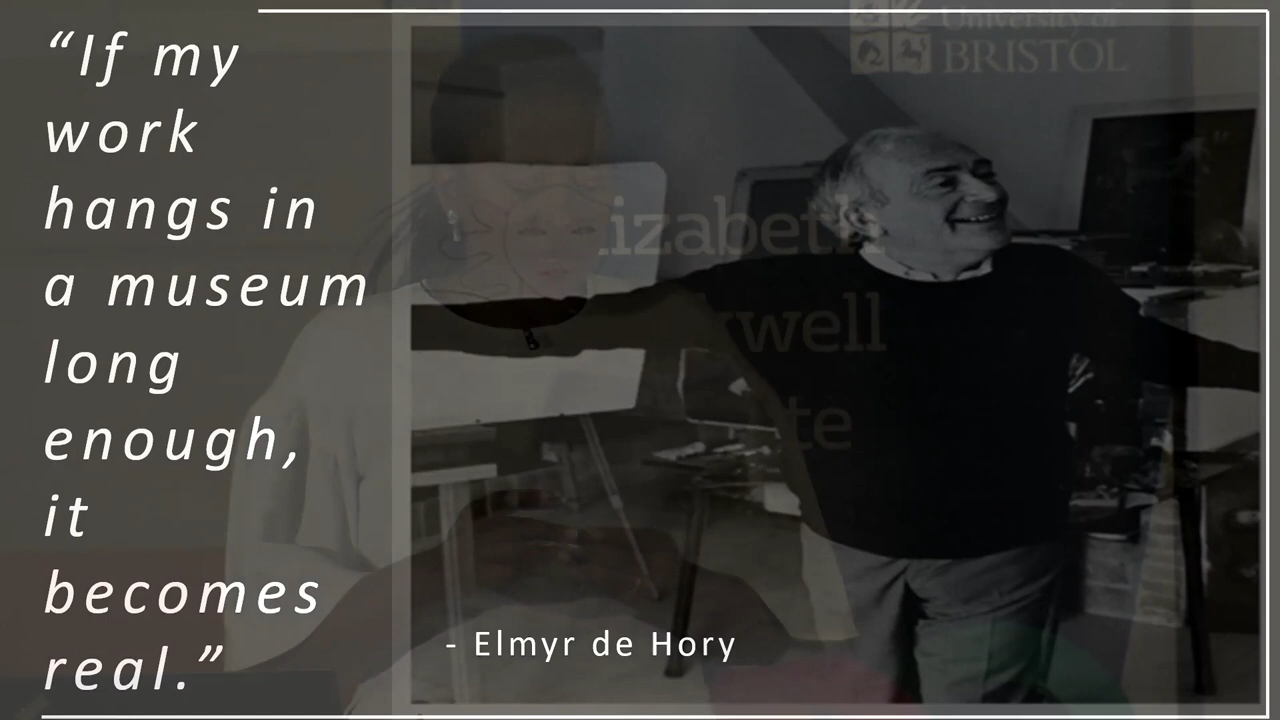 “If my
work
hangs in
a museum
long
enough,
it
becomes
real.”
- Elmyr de Hory
University of
BRISTOL